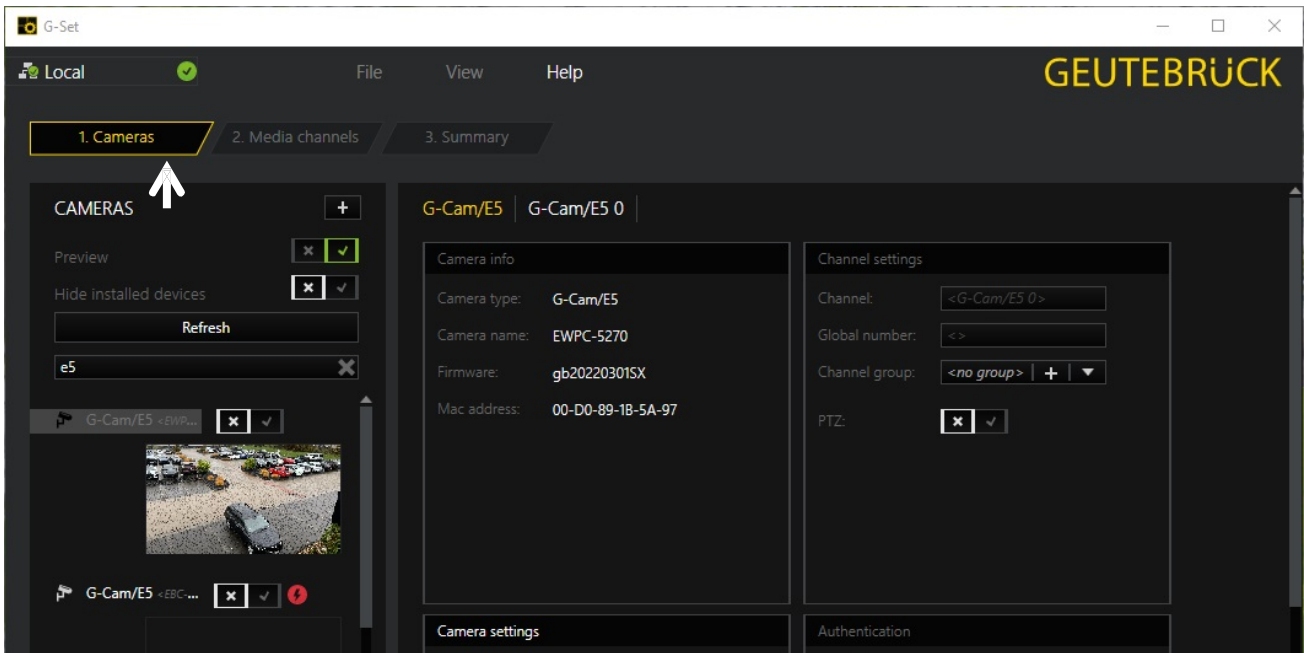 G-Set
Local File View Help
GEUTEBRÜCK
1. Cameras 2. Media channels 3. Summary
CAMERAS
Preview
Hide installed devices
Refresh
e5
G-Cam/E5 <EWP...
G-Cam/E5 <EBC-...
G-Cam/E5 G-Cam/E5 0
Camera info
Camera type: G-Cam/E5
Camera name: EWPC-5270
Firmware: gb20220301SX
Mac address: 00-D0-89-1B-5A-97
Channel settings
Channel: <G-Cam/E5 0>
Global number: <>
Channel group: <no group>
PTZ:
Camera settings
Authentication